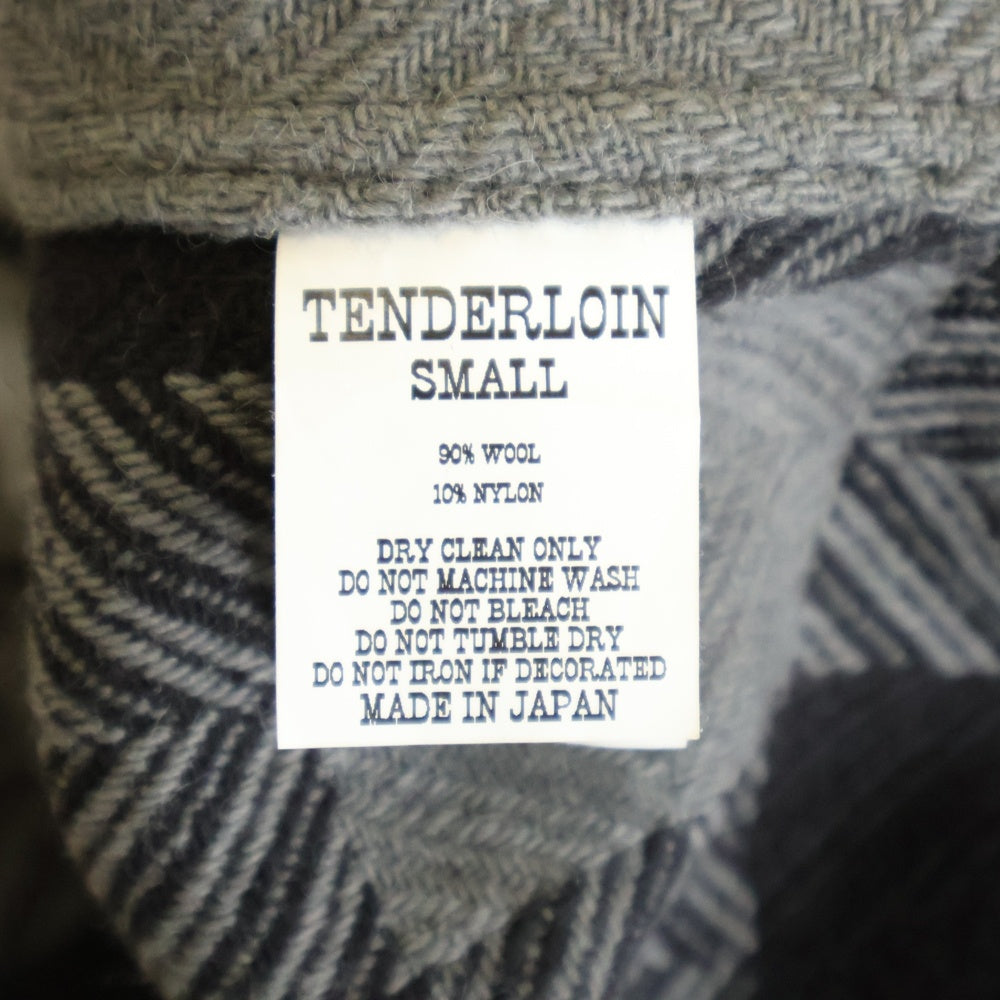 TENDERLOIN
SMALL
90% WOOL
10% NYLON
DRY CLEAN ONLY
DO NOT MACHINE WASH
DO NOT BLEACH
DO NOT TUMBLE DRY
DO NOT IRON IF DECORATED
MADE IN JAPAN